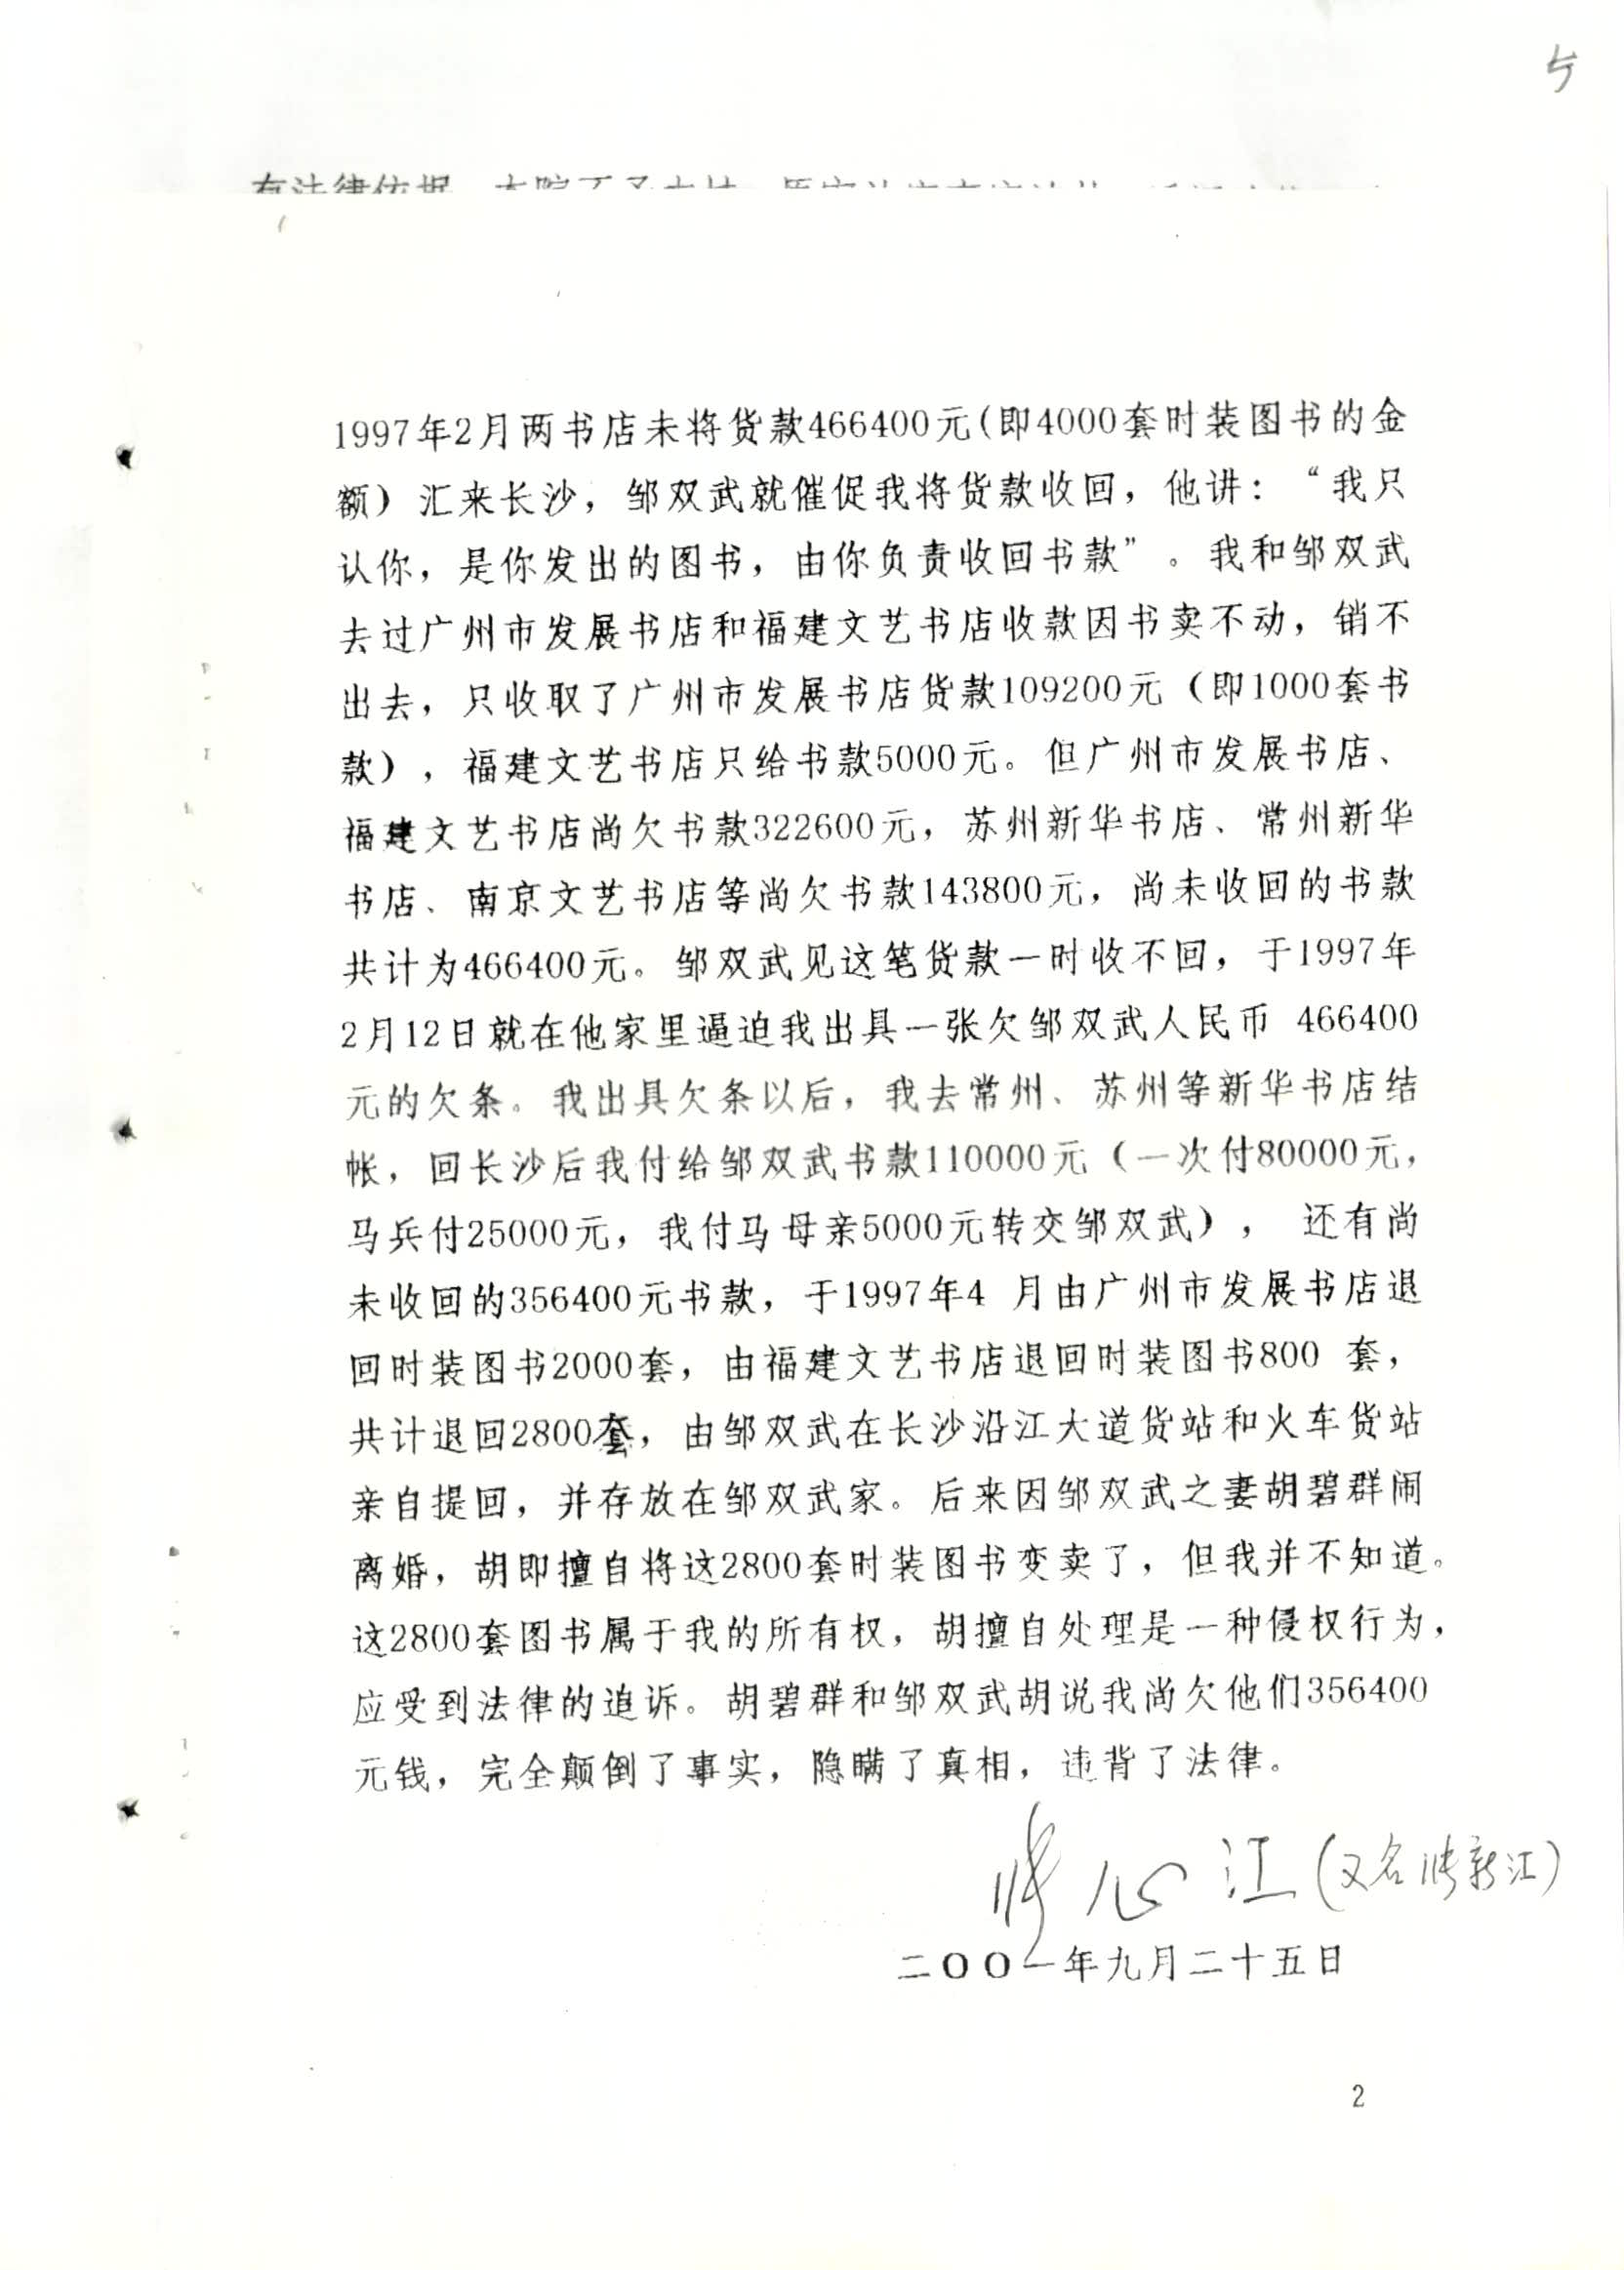 1997年2月两书店未将货款466400元(即4000套时装图书的金
额)汇来长沙,邹双武就催促我将货款收回,他讲:“我只
认你,是你发出的图书,由你负责收回书款”。我和邹双武
去过广州市发展书店和福建文艺书店收款因书卖不动,销不
出去,只收取了广州市发展书店货款109200元(即1000套书
款),福建文艺书店只给书款5000元。但广州市发展书店、
福建文艺书店尚欠书款322600元,苏州新华书店、常州新华
书店、南京文艺书店等尚欠书款143800元,尚未收回的书款
共计为466400元。邹双武见这笔货款一时收不回,于1997年
2月12日就在他家里逼迫我出具一张欠邹双武人民币 466400
元的欠条。我出具欠条以后,我去常州、苏州等新华书店结
帐,回长沙后我付给邹双武书款110000元(一次付80000元,
马兵付25000元,我付马母亲5000元转交邹双武), 还有尚
未收回的356400元书款,于1997年4 月由广州市发展书店退
回时装图书2000套,由福建文艺书店退回时装图书800 套,
共计退回2800套,由邹双武在长沙沿江大道货站和火车货站
亲自提回,并存放在邹双武家。后来因邹双武之妻胡碧群闹
离婚,胡即擅自将这2800套时装图书变卖了,但我并不知道。
这2800套图书属于我的所有权,胡擅自处理是一种侵权行为,
应受到法律的追诉。胡碧群和邹双武胡说我尚欠他们356400
元钱,完全颠倒了事实,隐瞒了真相,违背了法律。
心江(又名 新江)
二〇〇一年九月二十五日
2